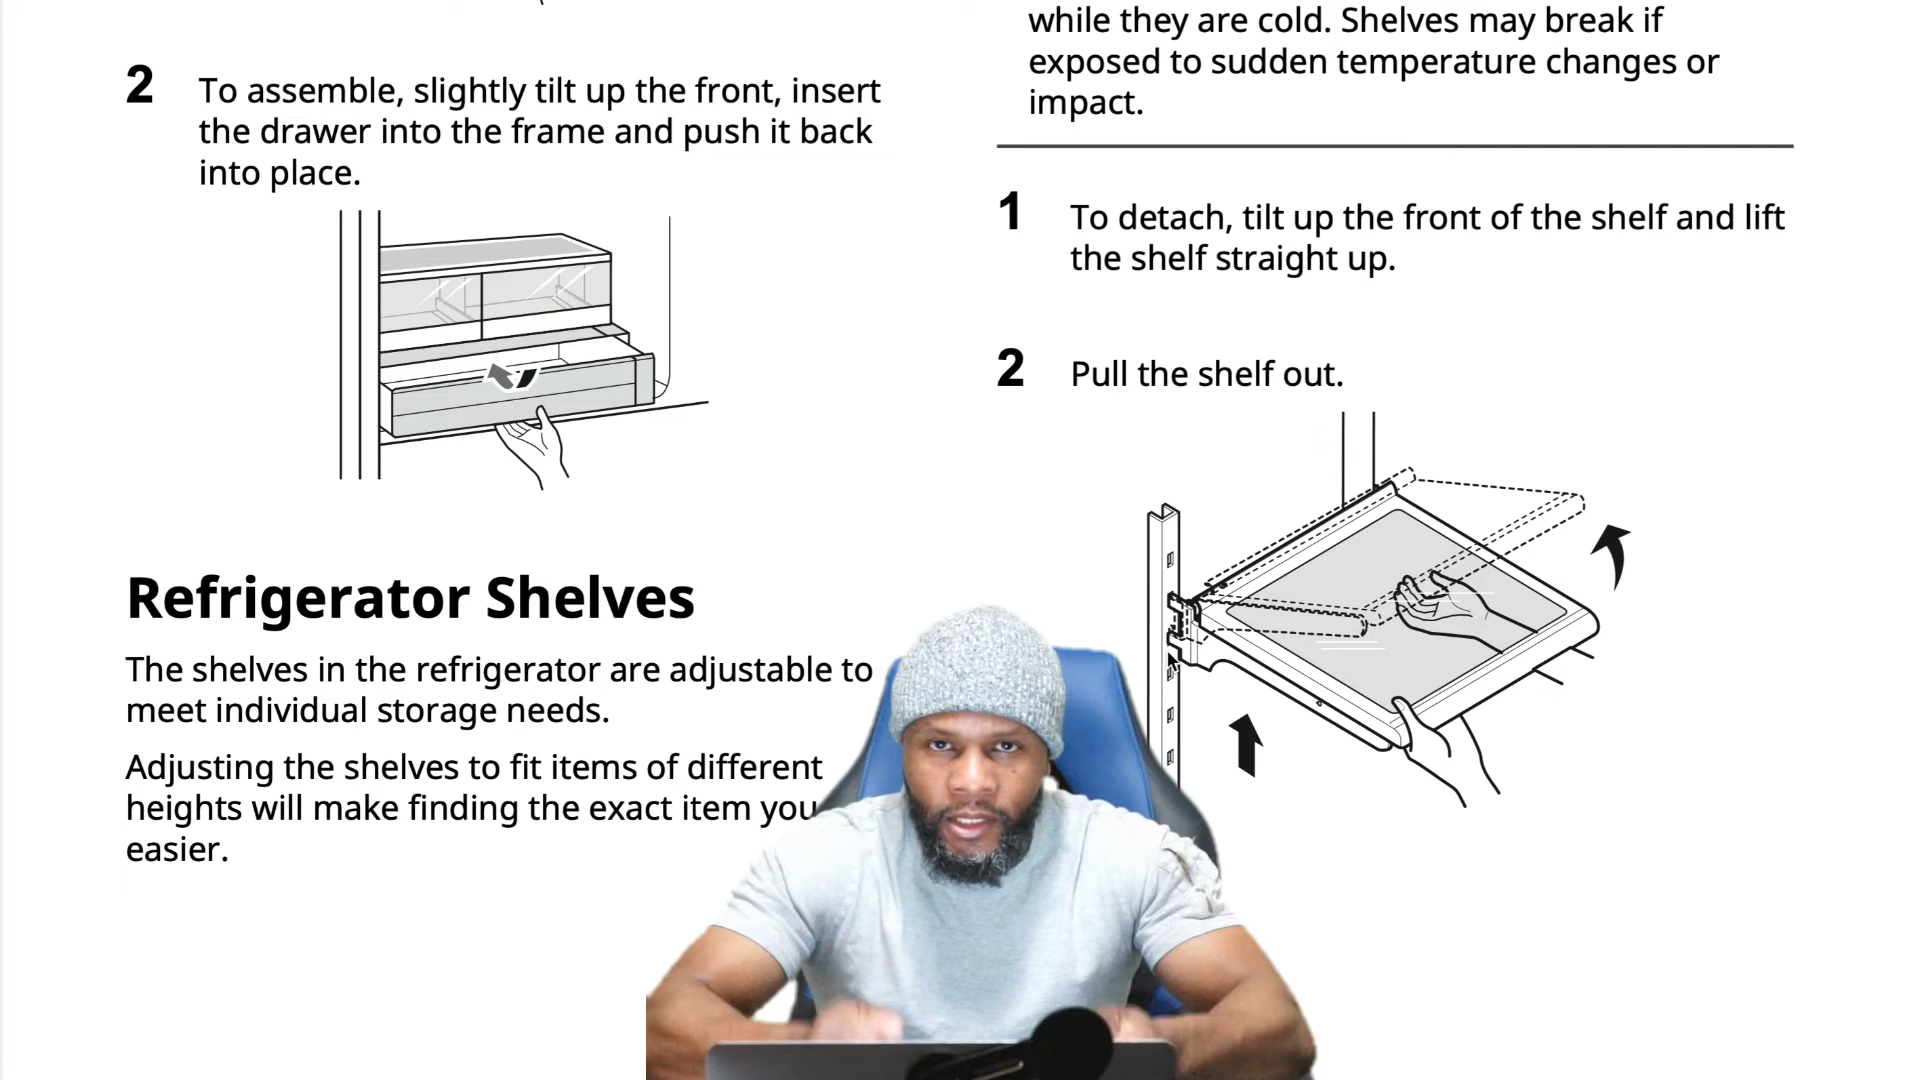 2
To assemble, slightly tilt up the front, insert
the drawer into the frame and push it back
into place.
Refrigerator Shelves
The shelves in the refrigerator are adjustable to
meet individual storage needs.
Adjusting the shelves to fit items of different
heights will make finding the exact item you
easier.
while they are cold. Shelves may break if
exposed to sudden temperature changes or
impact.
1
To detach, tilt up the front of the shelf and lift
the shelf straight up.
2
Pull the shelf out.